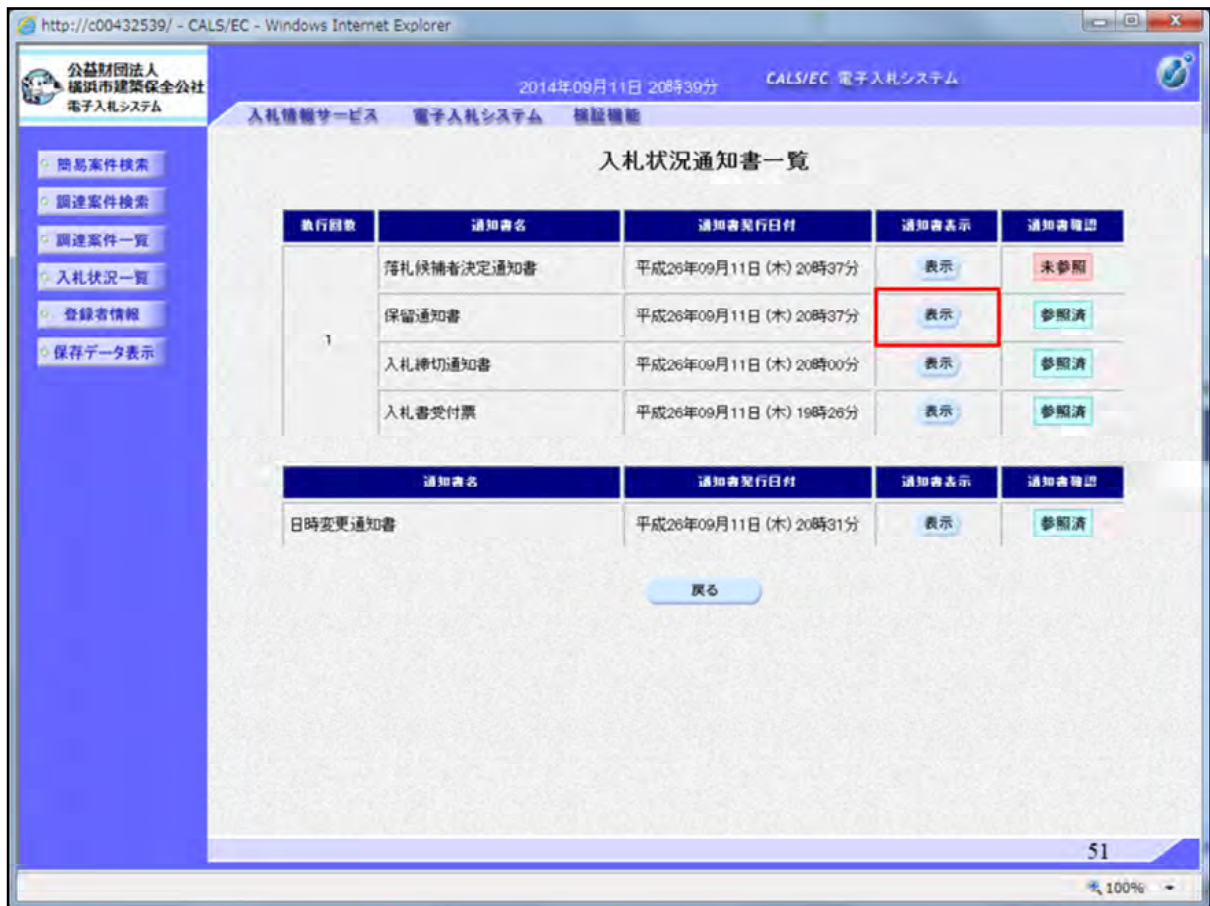 http://c00432539/ - CALS/EC - Windows Internet Explorer
公益財団法人
横浜市建築保全公社
電子入札システム
2014年09月11日 20時39分
CALS/EC 電子入札システム
入札情報サービス 電子入札システム 検証機能
簡易案件検索
調達案件検索
調達案件一覧
入札状況一覧
登録者情報
保存データ表示
入札状況通知書一覧
執行回数 通知書名 通知書発行日付 通知書表示 通知書確認
1
落札候補者決定通知書 平成26年09月11日 (木) 20時37分 表示 未参照
保留通知書 平成26年09月11日 (木) 20時37分 表示 参照済
入札締切通知書 平成26年09月11日 (木) 20時00分 表示 参照済
入札書受付票 平成26年09月11日 (木) 19時26分 表示 参照済
通知書名 通知書発行日付 通知書表示 通知書確認
日時変更通知書 平成26年09月11日 (木) 20時31分 表示 参照済
戻る
51
100%